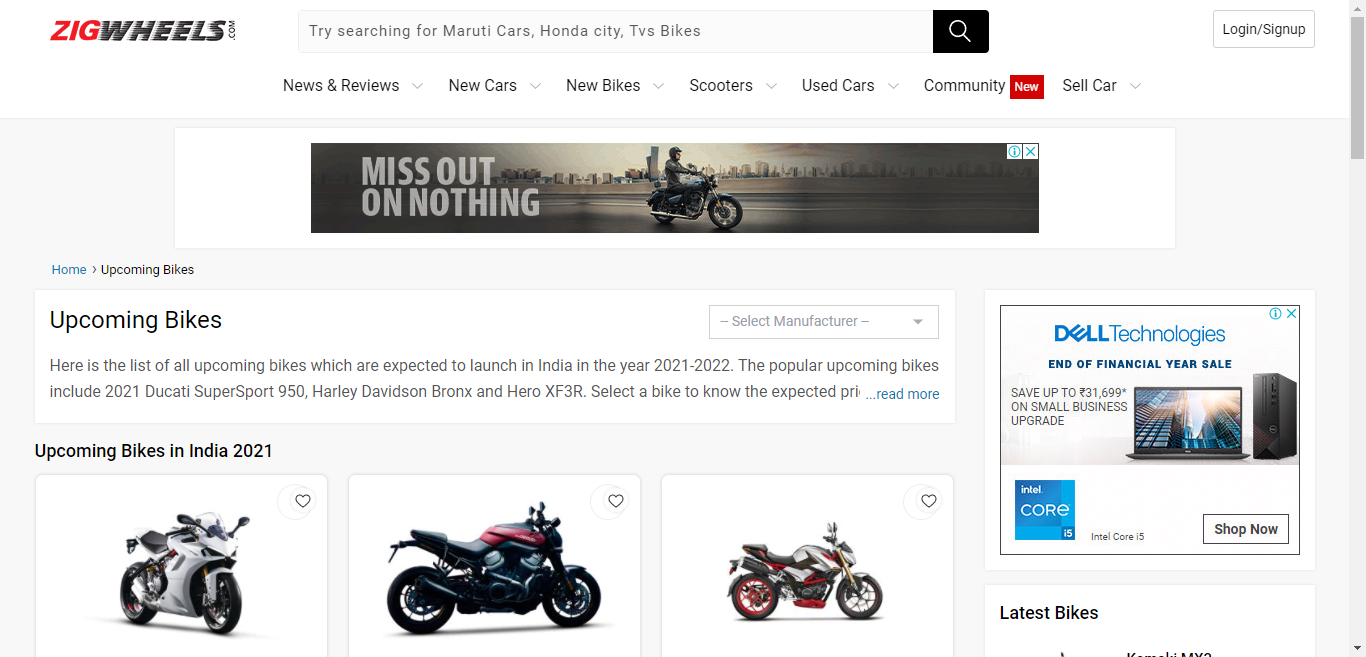 ZIGWHEELS.COM
Try searching for Maruti Cars, Honda city, Tvs Bikes
Login/Signup
News & Reviews New Cars New Bikes Scooters Used Cars Community New Sell Car
MISS OUT
ON NOTHING
Home › Upcoming Bikes
Upcoming Bikes
-- Select Manufacturer --
Here is the list of all upcoming bikes which are expected to launch in India in the year 2021-2022. The popular upcoming bikes
include 2021 Ducati SuperSport 950, Harley Davidson Bronx and Hero XF3R. Select a bike to know the expected pri ...read more
Upcoming Bikes in India 2021
DELL Technologies
END OF FINANCIAL YEAR SALE
SAVE UP TO ₹31,699*
ON SMALL BUSINESS
UPGRADE
intel.
CORE
i5
Intel Core i5
Shop Now
Latest Bikes